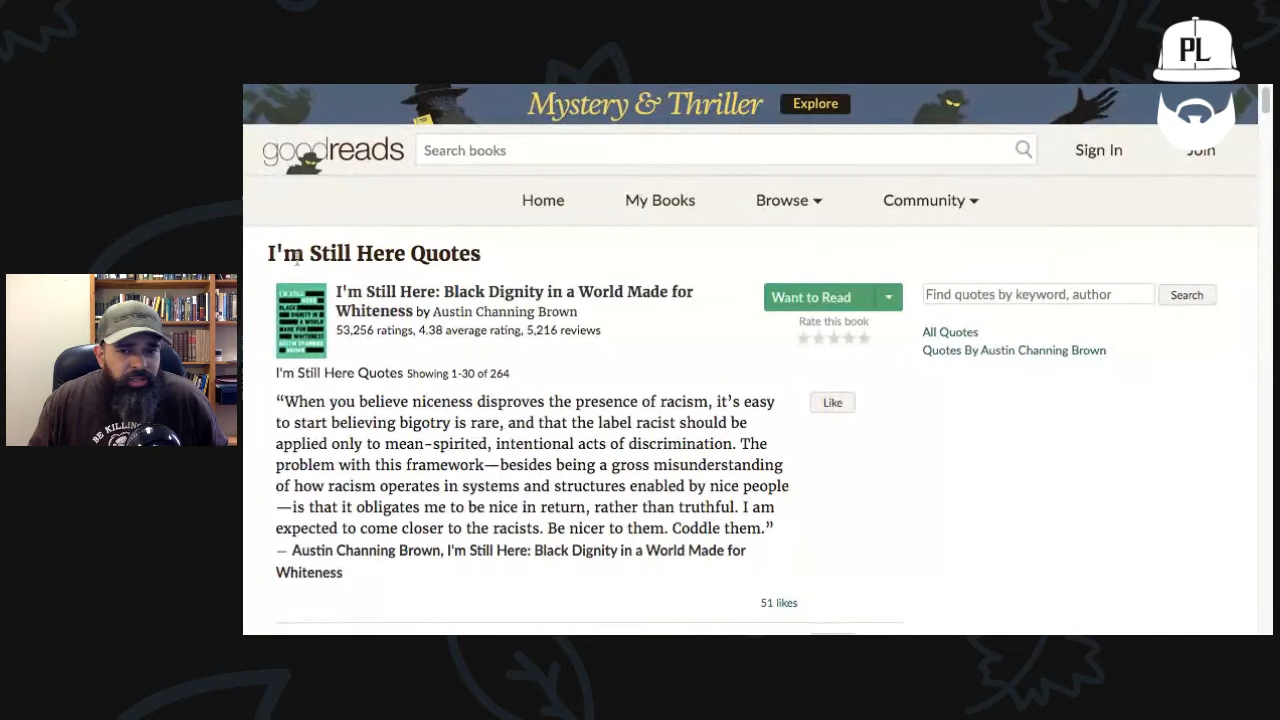 PL
Mystery & Thriller
Explore
goodreads
Search books
Sign In
Join
Home
My Books
Browse
Community
I'm Still Here Quotes
I'm Still Here: Black Dignity in a World Made for
Whiteness by Austin Channing Brown
53,256 ratings, 4.38 average rating, 5,216 reviews
Want to Read
Rate this book
Find quotes by keyword, author
Search
All Quotes
Quotes By Austin Channing Brown
I'm Still Here Quotes Showing 1-30 of 264
“When you believe niceness disproves the presence of racism, it’s easy
to start believing bigotry is rare, and that the label racist should be
applied only to mean-spirited, intentional acts of discrimination. The
problem with this framework—besides being a gross misunderstanding
of how racism operates in systems and structures enabled by nice people
—is that it obligates me to be nice in return, rather than truthful. I am
expected to come closer to the racists. Be nicer to them. Coddle them.”
― Austin Channing Brown, I'm Still Here: Black Dignity in a World Made for
Whiteness
Like
51 likes
BE KILLING